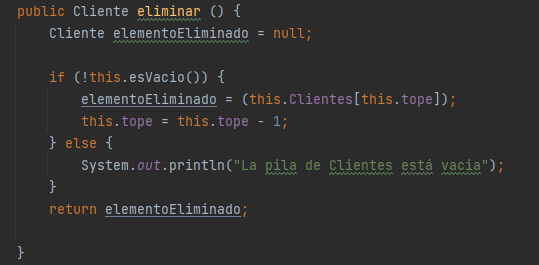 public Cliente eliminar () {
Cliente elementoEliminado = null;
if (!this.esVacio()) {
elementoEliminado = (this.Clientes[this.tope]);
this.tope = this.tope - 1;
} else {
System.out.println("La pila de Clientes está vacia");
}
return elementoEliminado;
}